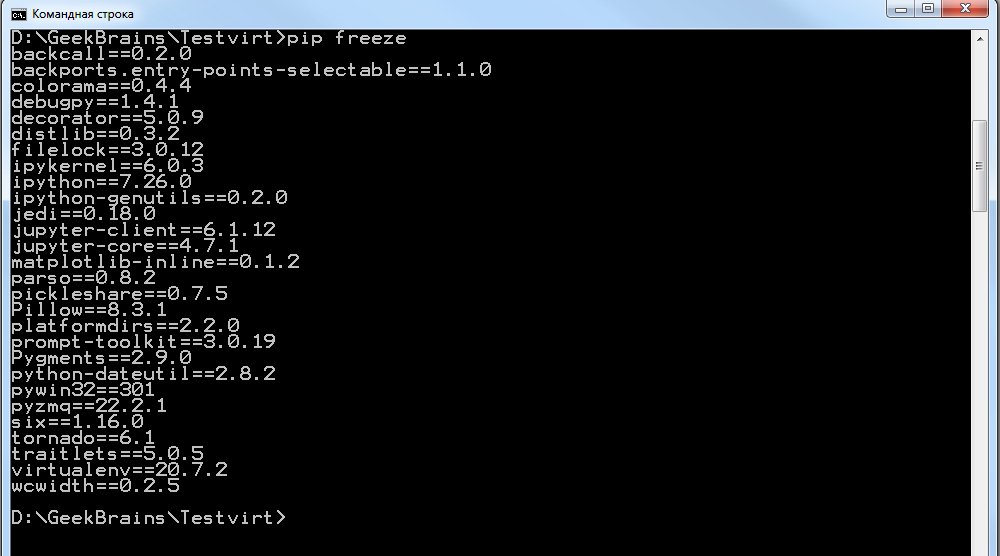 Командная строка
D:\GeekBrains\Testvirt>pip freeze
backcall==0.2.0
backports.entry-points-selectable==1.1.0
colorama==0.4.4
debugpy==1.4.1
decorator==5.0.9
distlib==0.3.2
filelock==3.0.12
ipykernel==6.0.3
ipython==7.26.0
ipython-genutils==0.2.0
jedi==0.18.0
jupyter-client==6.1.12
jupyter-core==4.7.1
matplotlib-inline==0.1.2
parso==0.8.2
pickleshare==0.7.5
Pillow==8.3.1
platformdirs==2.2.0
prompt-toolkit==3.0.19
Pygments==2.9.0
python-dateutil==2.8.2
pywin32==301
pyzmq==22.2.1
six==1.16.0
tornado==6.1
traitlets==5.0.5
virtualenv==20.7.2
wcwidth==0.2.5
D:\GeekBrains\Testvirt>